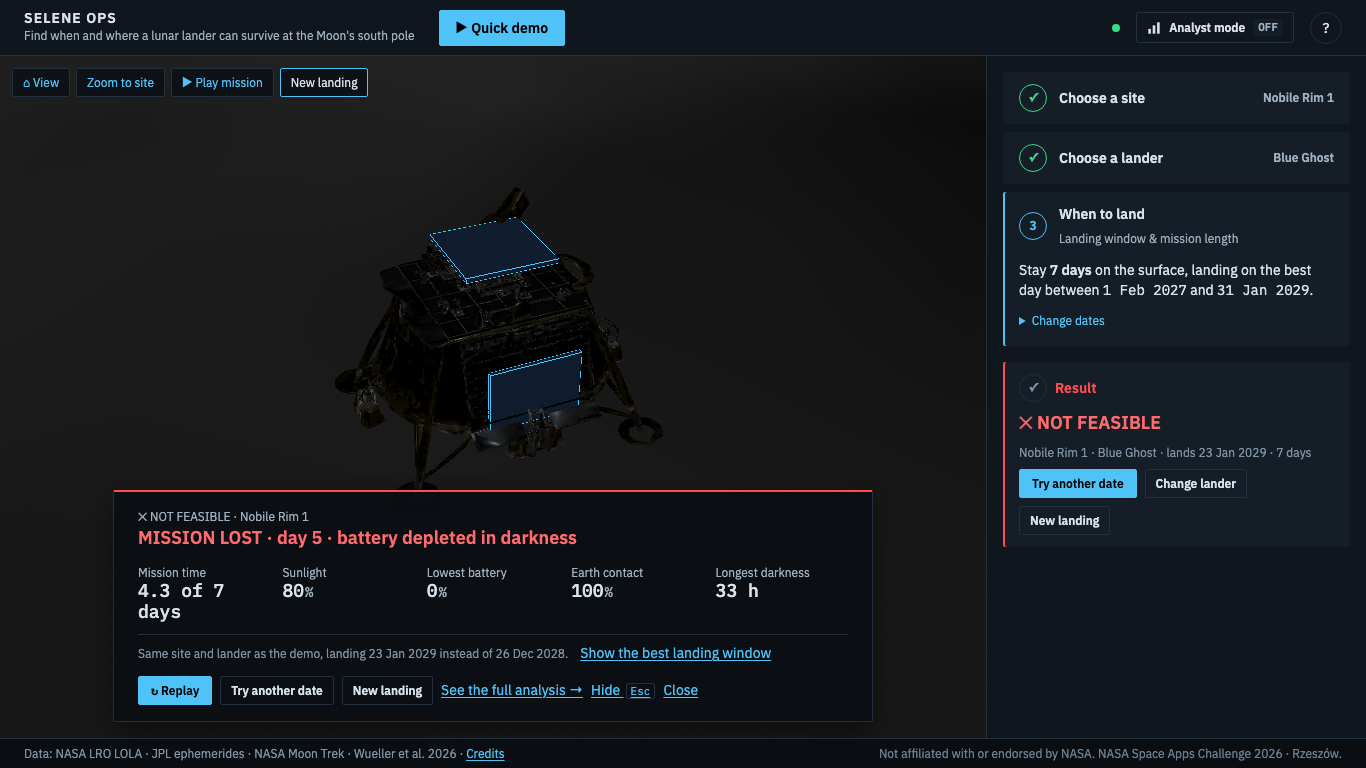 SELENE OPS
Find when and where a lunar lander can survive at the Moon's south pole
▶ Quick demo
Analyst mode OFF
?
⌂ View
Zoom to site
▶ Play mission
New landing
✓ Choose a site Nobile Rim 1
✓ Choose a lander Blue Ghost
3 When to land
Landing window & mission length
Stay 7 days on the surface, landing on the best
day between 1 Feb 2027 and 31 Jan 2029.
▶ Change dates
✓ Result
✕ NOT FEASIBLE
Nobile Rim 1 · Blue Ghost · lands 23 Jan 2029 · 7 days
Try another date
Change lander
New landing
✕ NOT FEASIBLE · Nobile Rim 1
MISSION LOST · day 5 · battery depleted in darkness
Mission time Sunlight Lowest battery Earth contact Longest darkness
4.3 of 7 80% 0% 100% 33 h
days
Same site and lander as the demo, landing 23 Jan 2029 instead of 26 Dec 2028. Show the best landing window
↻ Replay Try another date New landing See the full analysis → Hide Esc Close
Data: NASA LRO LOLA · JPL ephemerides · NASA Moon Trek · Wueller et al. 2026 · Credits
Not affiliated with or endorsed by NASA. NASA Space Apps Challenge 2026 · Rzeszów.